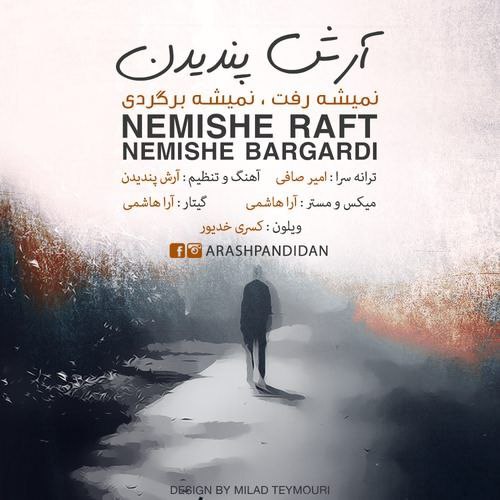 آرش پندیدن
نمیشه رفت ، نمیشه برگردی
NEMISHE RAFT
NEMISHE BARGARDI
ترانه سرا : امیر صافی آهنگ و تنظیم : آرش پندیدن
میکس و مستر : آرا هاشمی گیتار : آرا هاشمی
ویلون : کسری خدیور
ARASHPANDIDAN
DESIGN BY MILAD TEYMOURI